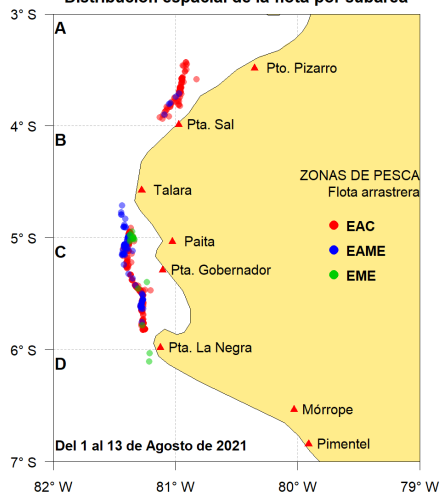 Distribución espacial de la flota por subárea
3° S
A
Pto. Pizarro
4° S
Pta. Sal
B
ZONAS DE PESCA
Flota arrastrera
Talara
EAC
5° S
Paita
C
EAME
Pta. Gobernador
EME
6° S
Pta. La Negra
D
Mórrope
Del 1 al 13 de Agosto de 2021
Pimentel
7° S
82° W
81° W
80° W
79° W